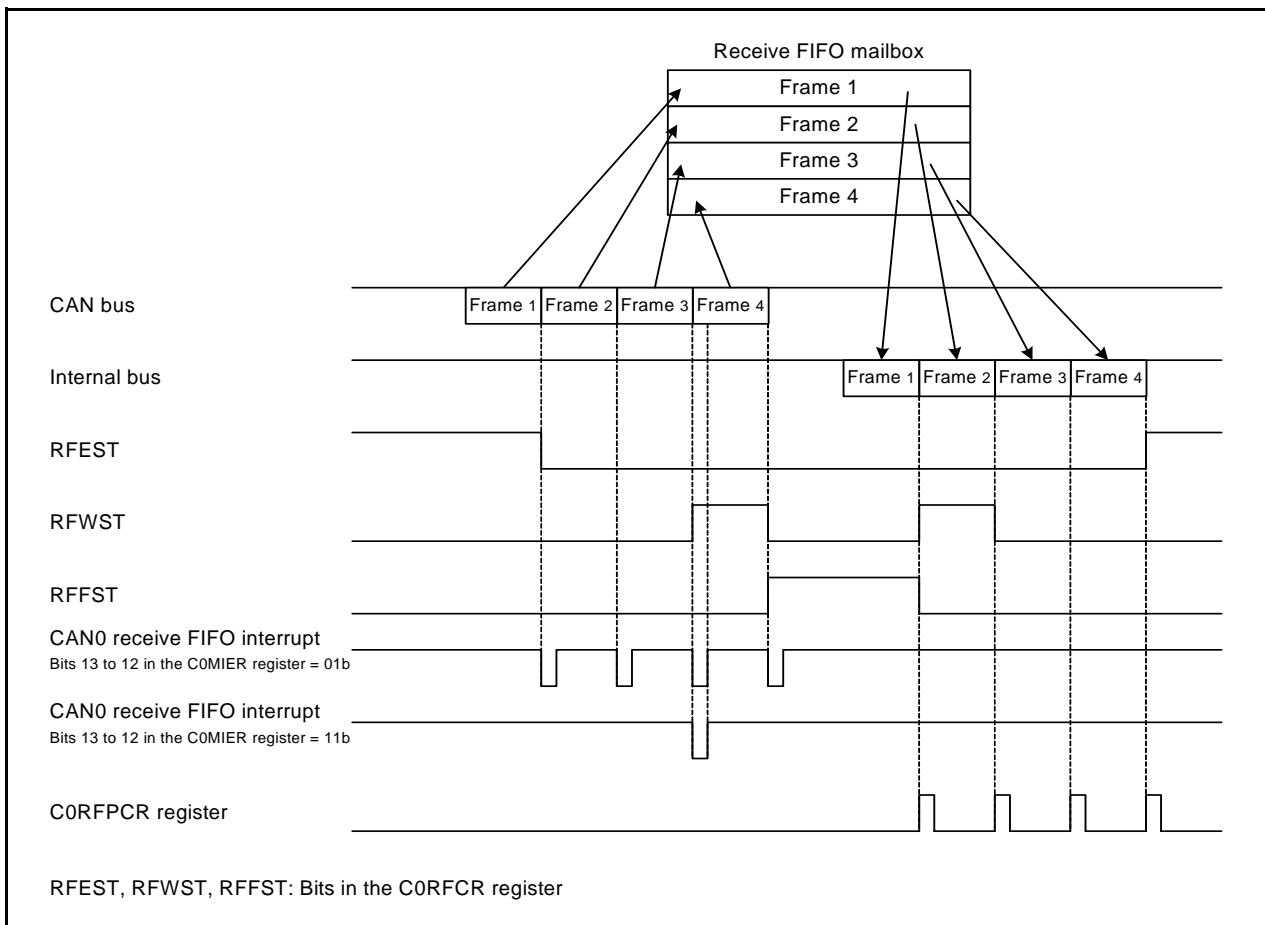 Receive FIFO mailbox
Frame 1
Frame 2
Frame 3
Frame 4
CAN bus
Frame 1 Frame 2 Frame 3 Frame 4
Internal bus
Frame 1 Frame 2 Frame 3 Frame 4
RFEST
RFWST
RFFST
CAN0 receive FIFO interrupt
Bits 13 to 12 in the C0MIER register = 01b
CAN0 receive FIFO interrupt
Bits 13 to 12 in the C0MIER register = 11b
C0RFPCR register
RFEST, RFWST, RFFST: Bits in the C0RFCR register